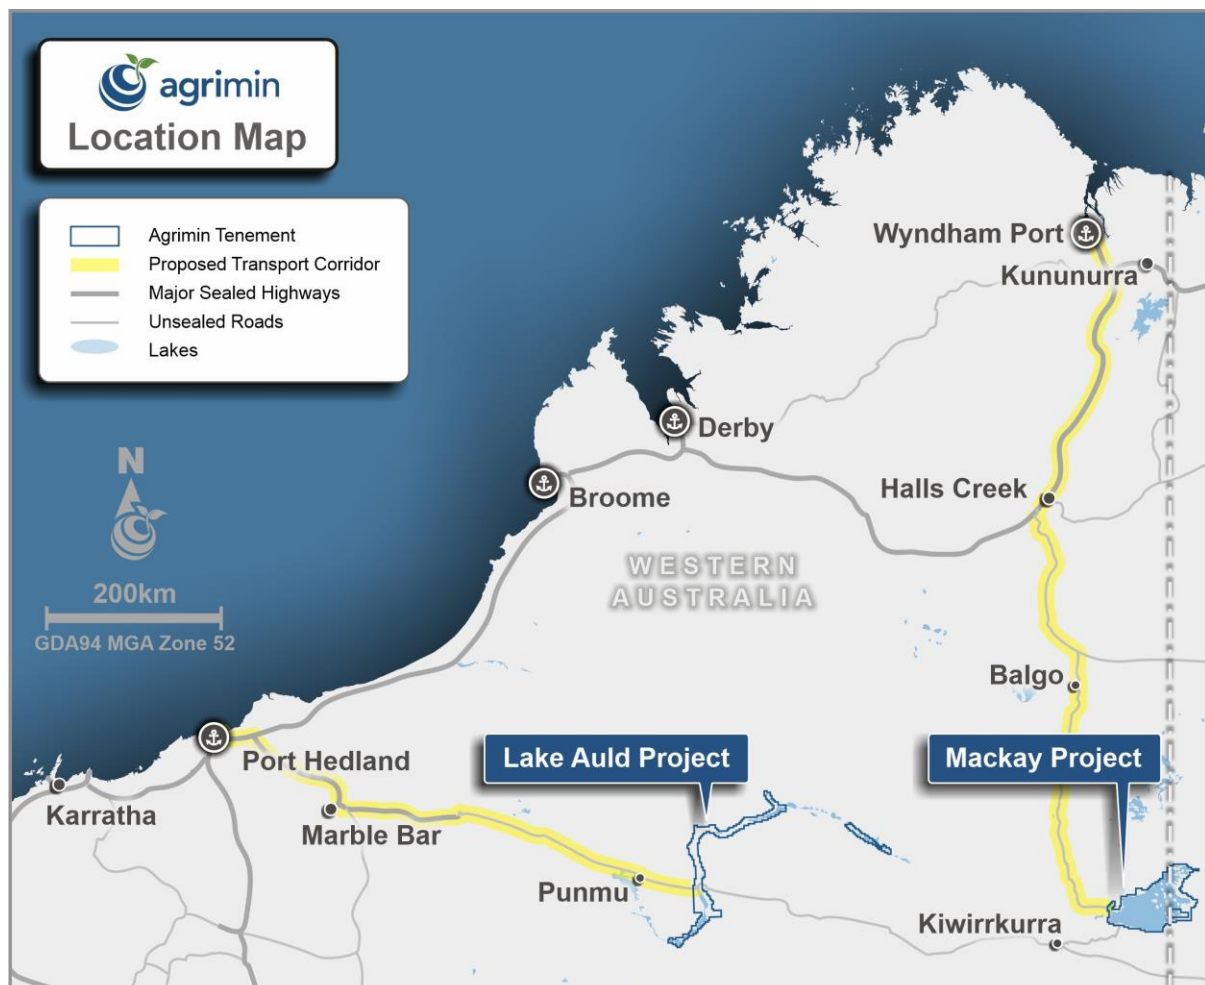 agrimin
Location Map
Agrimin Tenement
Proposed Transport Corridor
Major Sealed Highways
Unsealed Roads
Lakes
N
200km
GDA94 MGA Zone 52
Wyndham Port
Kununurra
Derby
Broome
Halls Creek
WESTERN
AUSTRALIA
Balgo
Port Hedland
Lake Auld Project
Mackay Project
Karratha
Marble Bar
Punmu
Kiwirrkurra